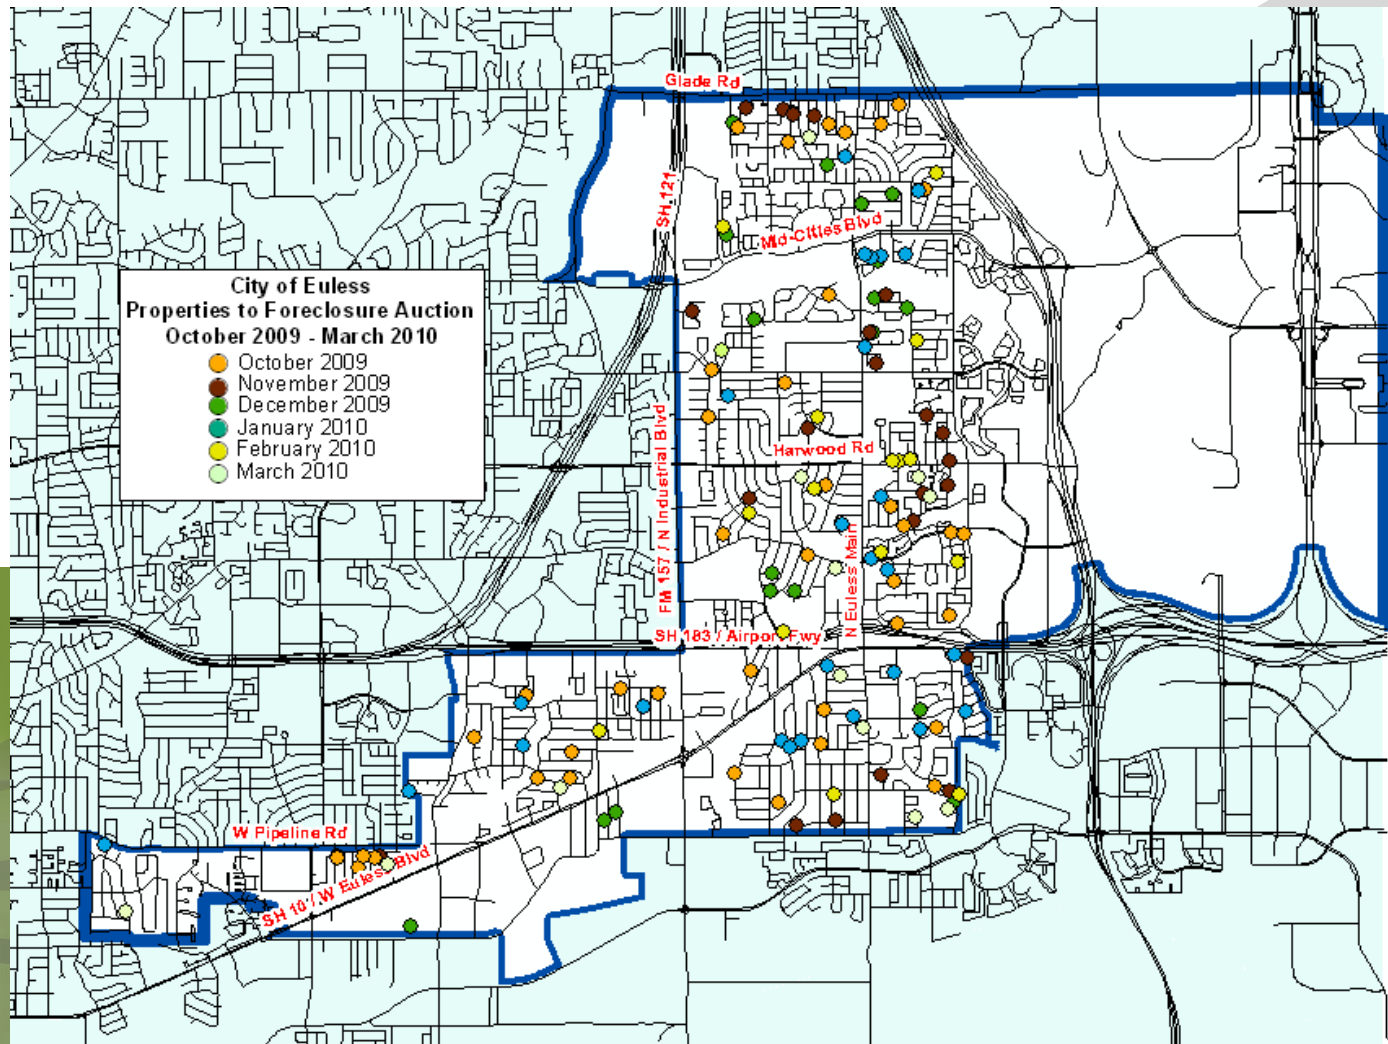 Glade Rd
SH 121
Mid-Cities Blvd
City of Euless
Properties to Foreclosure Auction
October 2009 - March 2010
October 2009
November 2009
December 2009
January 2010
February 2010
March 2010
Harwood Rd
FM 157 / N Industrial Blvd
N Euless Main
SH 183 / Airport Fwy
W Pipeline Rd
SH 10 / W Euless Blvd